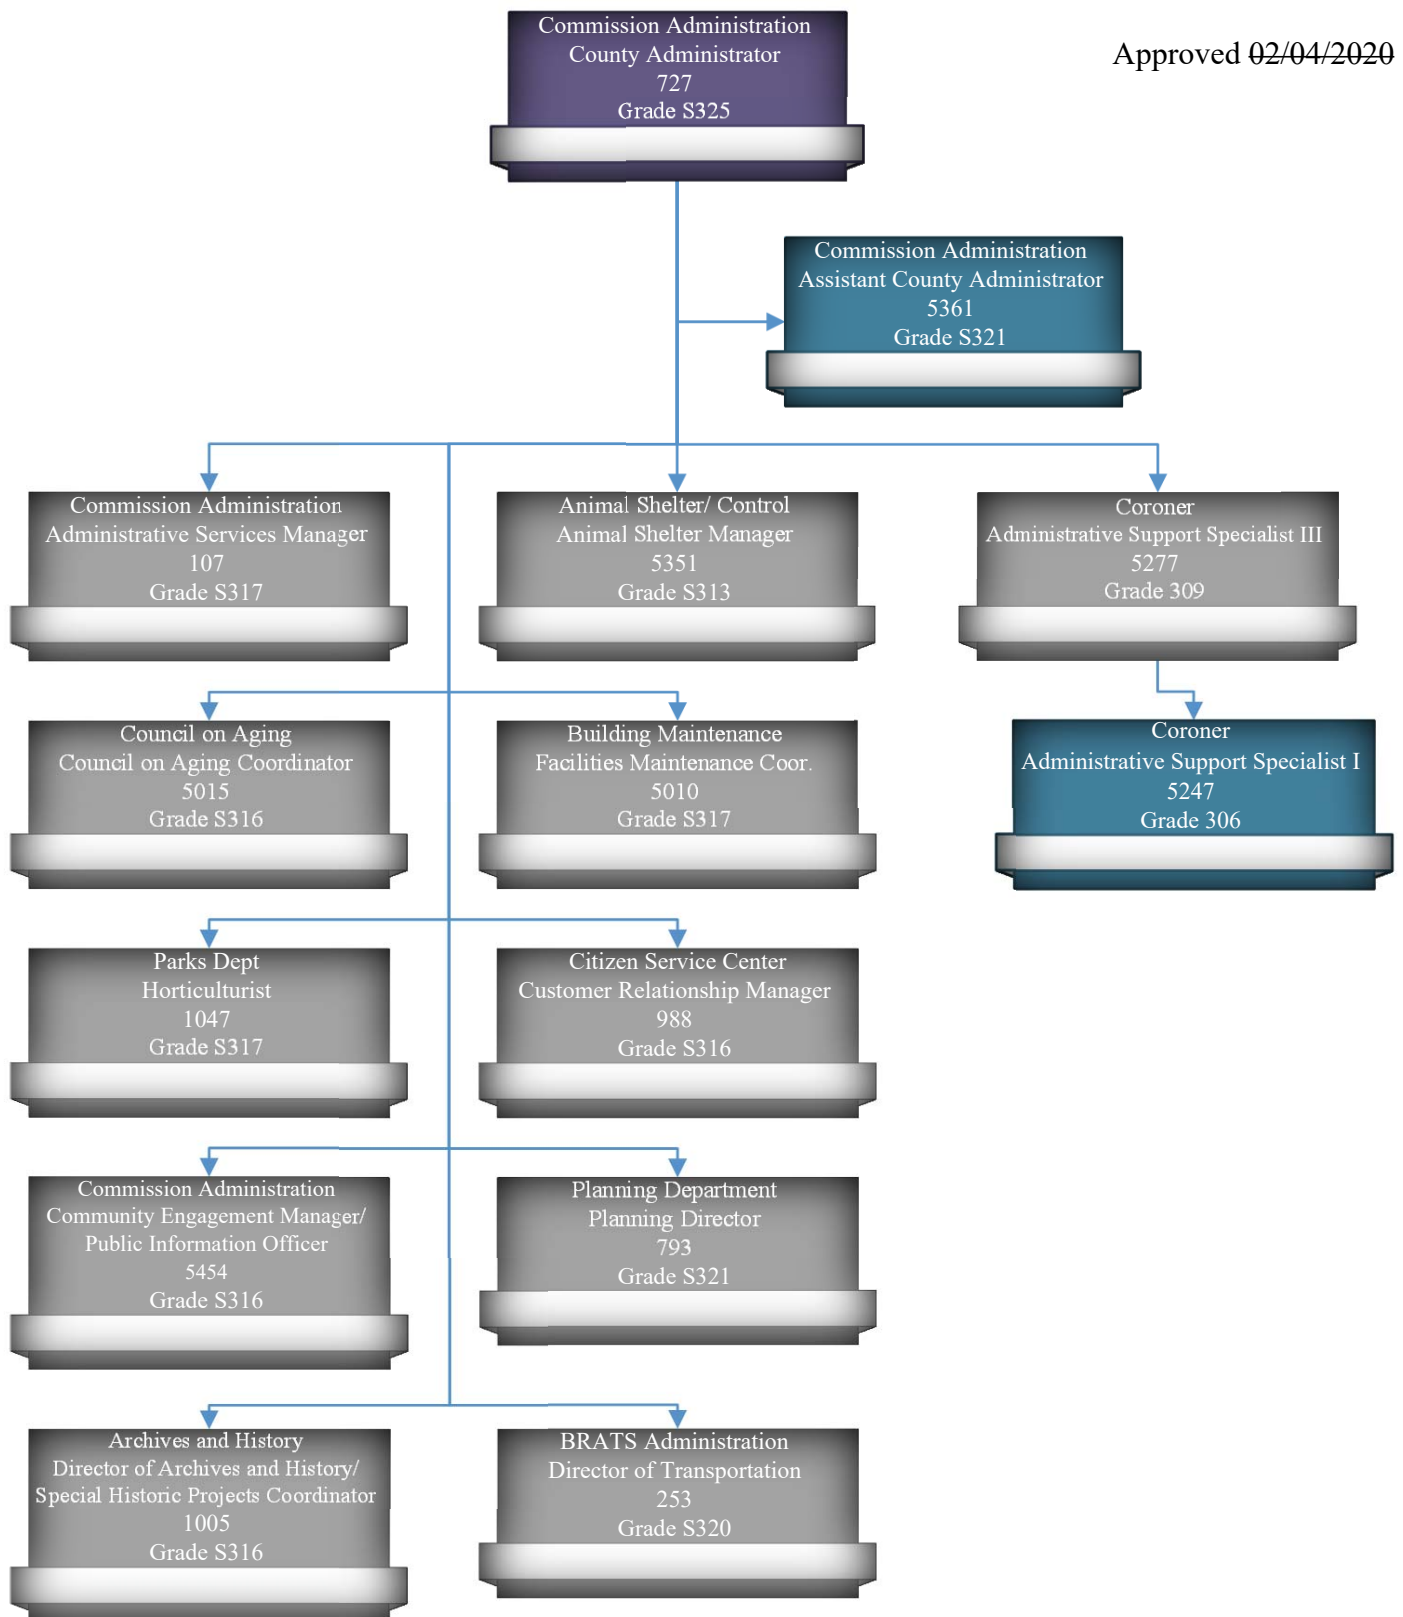 Commission Administration
County Administrator
727
Grade S325
Approved 02/04/2020
Commission Administration
Assistant County Administrator
5361
Grade S321
Commission Administration
Administrative Services Manager
107
Grade S317
Animal Shelter/ Control
Animal Shelter Manager
5351
Grade S313
Coroner
Administrative Support Specialist III
5277
Grade 309
Council on Aging
Council on Aging Coordinator
5015
Grade S316
Building Maintenance
Facilities Maintenance Coor.
5010
Grade S317
Coroner
Administrative Support Specialist I
5247
Grade 306
Parks Dept
Horticulturist
1047
Grade S317
Citizen Service Center
Customer Relationship Manager
988
Grade S316
Commission Administration
Community Engagement Manager/
Public Information Officer
5454
Grade S316
Planning Department
Planning Director
793
Grade S321
Archives and History
Director of Archives and History/
Special Historic Projects Coordinator
1005
Grade S316
BRATS Administration
Director of Transportation
253
Grade S320